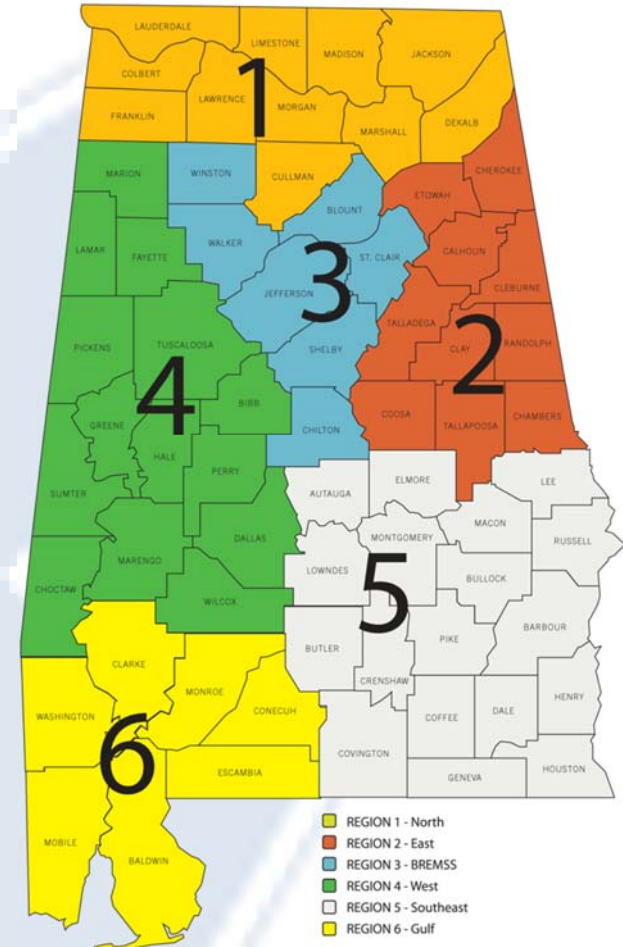 LAUDERDALE
LIMESTONE
MADISON
JACKSON
COLBERT
LAWRENCE
1
MORGAN
FRANKLIN
MARSHALL
DEKALB
CULLMAN
CHEROKEE
MARION
WINSTON
ETOWAH
BLOUNT
LAMAR
FAYETTE
WALKER
ST. CLAIR
CALHOUN
3
JEFFERSON
CLEBURNE
TALLADEGA
PICKENS
TUSCALOOSA
SHELBY
CLAY
2
RANDOLPH
4
BIBB
GREENE
CHILTON
COOSA
TALLAPOOSA
CHAMBERS
HALE
PERRY
SUMTER
AUTAUGA
ELMORE
LEE
MACON
DALLAS
MONTGOMERY
RUSSELL
MARENGO
LOWNDES
5
BULLOCK
CHOCTAW
WILCOX
BARBOUR
BUTLER
PIKE
CLARKE
CRENSHAW
MONROE
HENRY
WASHINGTON
CONECUH
COFFEE
DALE
6
COVINGTON
ESCAMBIA
GENEVA
HOUSTON
MOBILE
BALDWIN
REGION 1 - North
REGION 2 - East
REGION 3 - BREMSS
REGION 4 - West
REGION 5 - Southeast
REGION 6 - Gulf